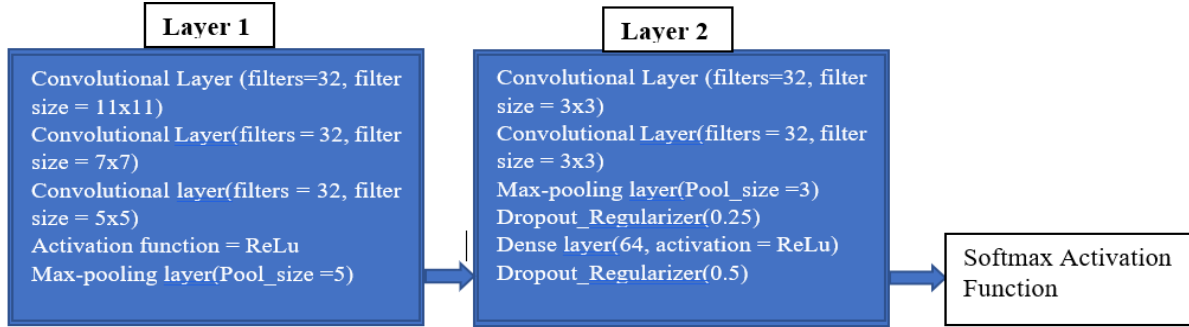 Layer 1
Convolutional Layer (filters=32, filter
size = 11x11)
Convolutional Layer(filters = 32, filter
size = 7x7)
Convolutional layer(filters = 32, filter
size = 5x5)
Activation function = ReLu
Max-pooling layer(Pool_size =5)
Layer 2
Convolutional Layer (filters=32, filter
size = 3x3)
Convolutional Layer(filters = 32, filter
size = 3x3)
Max-pooling layer(Pool_size =3)
Dropout_Regularizer(0.25)
Dense layer(64, activation = ReLu)
Dropout_Regularizer(0.5)
Softmax Activation
Function